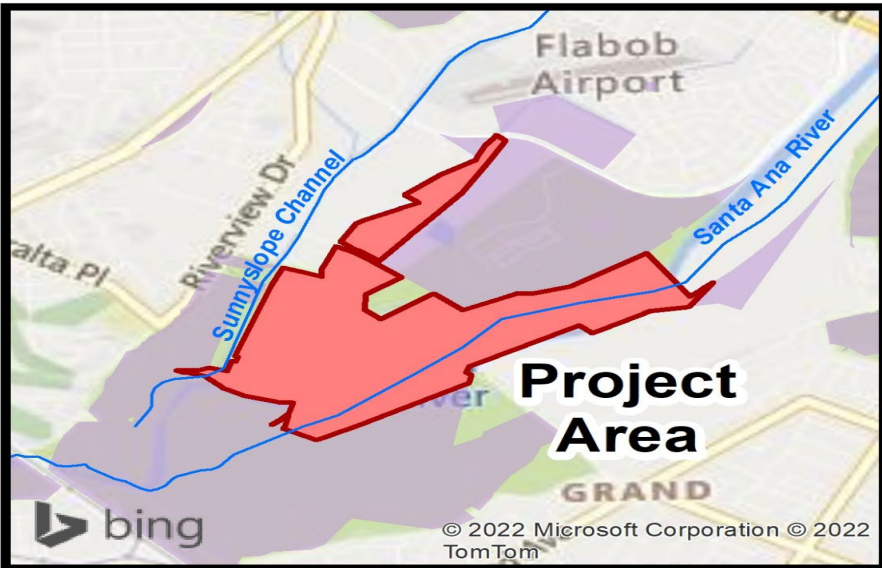 Flabob
Airport
Santa Ana River
Sunnyslope Channel
Riverview Dr
alta Pl
Project
Area
ver
GRAND
bing
© 2022 Microsoft Corporation © 2022
TomTom